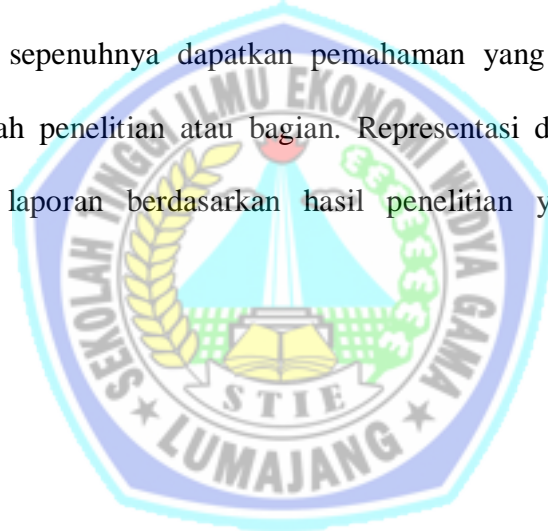 sepenuhnya dapatkan pemahaman yang
ah penelitian atau bagian. Representasi d
laporan berdasarkan hasil penelitian y
SEKOLAH TINGGI ILMU EKONOMI WIDYA GAMA
STIE
LUMAJANG